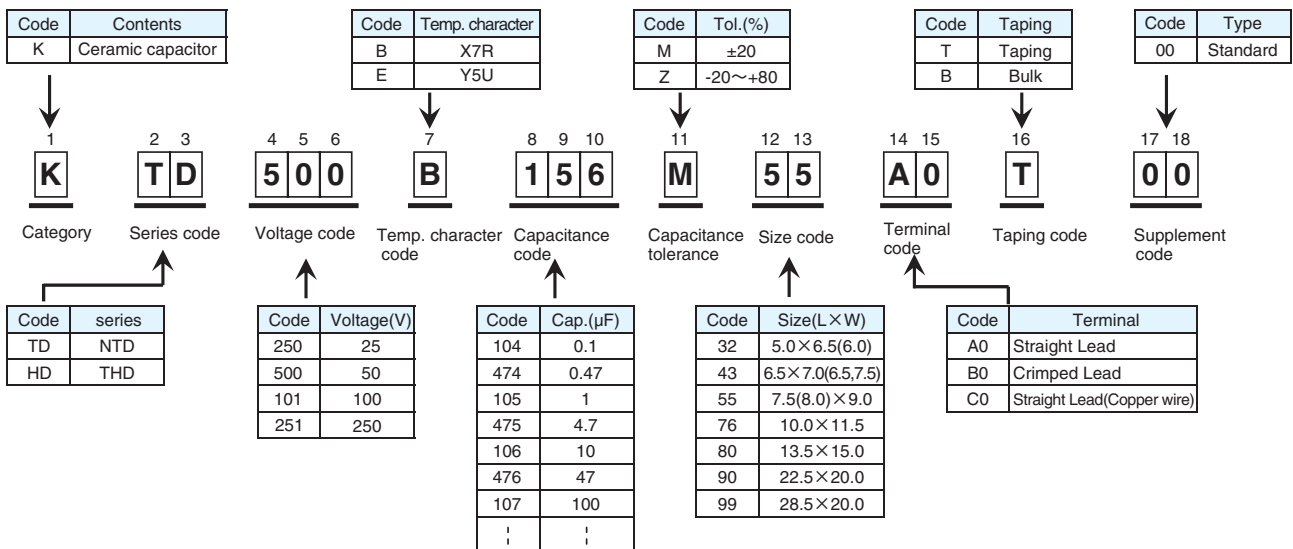 Code Contents
K Ceramic capacitor
Code Temp. character
B X7R
E Y5U
Code Tol.(%)
M ±20
Z -20～+80
Code Taping
T Taping
B Bulk
Code Type
00 Standard
1 2 3 4 5 6 7 8 9 10 11 12 13 14 15 16 17 18
K T D 5 0 0 B 1 5 6 M 5 5 A 0 T 0 0
Category
Series code
Voltage code
Temp. character
code
Capacitance
code
Capacitance
tolerance
Size code
Terminal
code
Taping code
Supplement
code
Code series
TD NTD
HD THD
Code Voltage(V)
250 25
500 50
101 100
251 250
Code Cap.(μF)
104 0.1
474 0.47
105 1
475 4.7
106 10
476 47
107 100
Code Size(L×W)
32 5.0×6.5(6.0)
43 6.5×7.0(6.5,7.5)
55 7.5(8.0)×9.0
76 10.0×11.5
80 13.5×15.0
90 22.5×20.0
99 28.5×20.0
Code Terminal
A0 Straight Lead
B0 Crimped Lead
C0 Straight Lead(Copper wire)